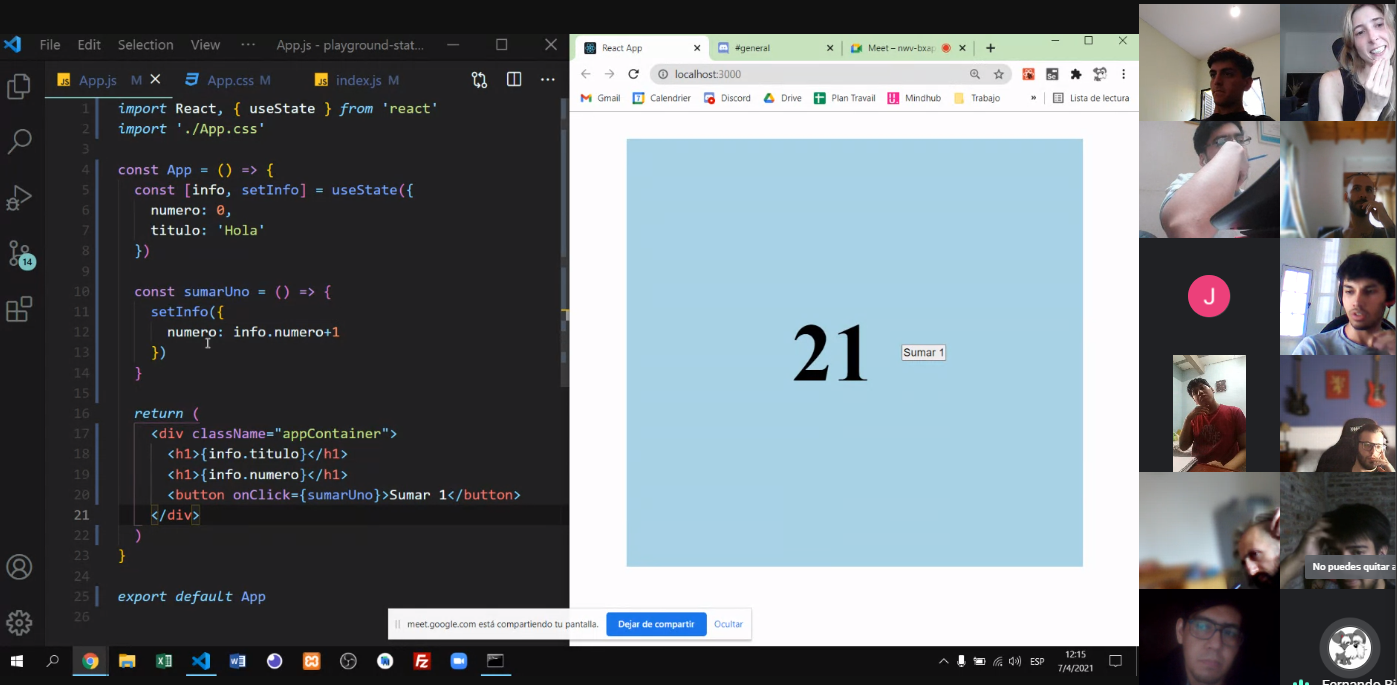 File Edit Selection View ··· App.js - playground-stat...
App.js M
App.css M
index.js M
1 import React, { useState } from 'react'
2 import './App.css'
3
4 const App = () => {
5 const [info, setInfo] = useState({
6 numero: 0,
7 titulo: 'Hola'
8 })
9
10 const sumarUno = () => {
11 setInfo({
12 numero: info.numero+1
13 })
14 }
15
16 return (
17 <div className="appContainer">
18 <h1>{info.titulo}</h1>
19 <h1>{info.numero}</h1>
20 <button onClick={sumarUno}>Sumar 1</button>
21 </div>
22 )
23 }
24
25 export default App
26
14
React App
#general
Meet – nwv-bxap
localhost:3000
Gmail Calendrier Discord Drive Plan Travail Mindhub Trabajo » Lista de lectura
21 Sumar 1
J
No puedes quitar a
meet.google.com está compartiendo tu pantalla. Dejar de compartir Ocultar
ESP
12:15
7/4/2021